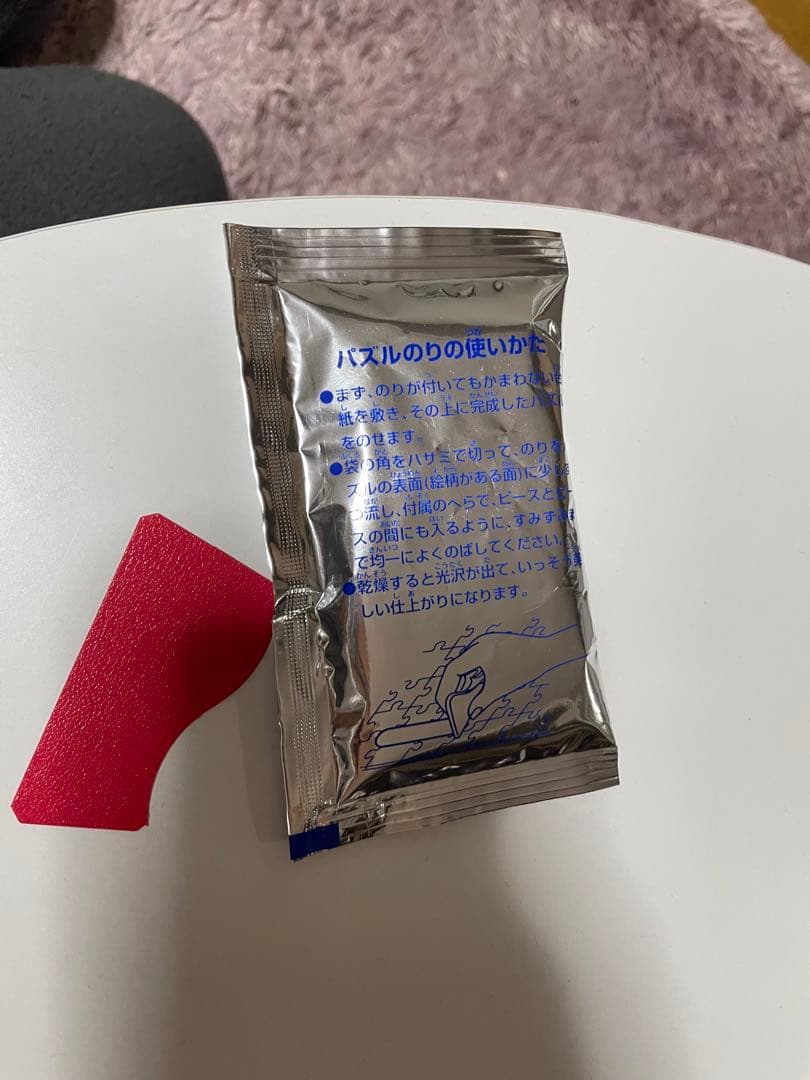 パズルのりの使いかた
●まず、のりが付いてもかまわない
紙を敷き、その上に完成したパズ
をのせます。
●袋の角をハサミで切って、のりを
ズルの表面(絵柄がある面)に少し
つ流し、付属のへらで、ピースと
スの間にも入るように、すみずみ
で均一によくのばしてください。
●乾燥すると光沢が出て、いっそう美
しい仕上がりになります。